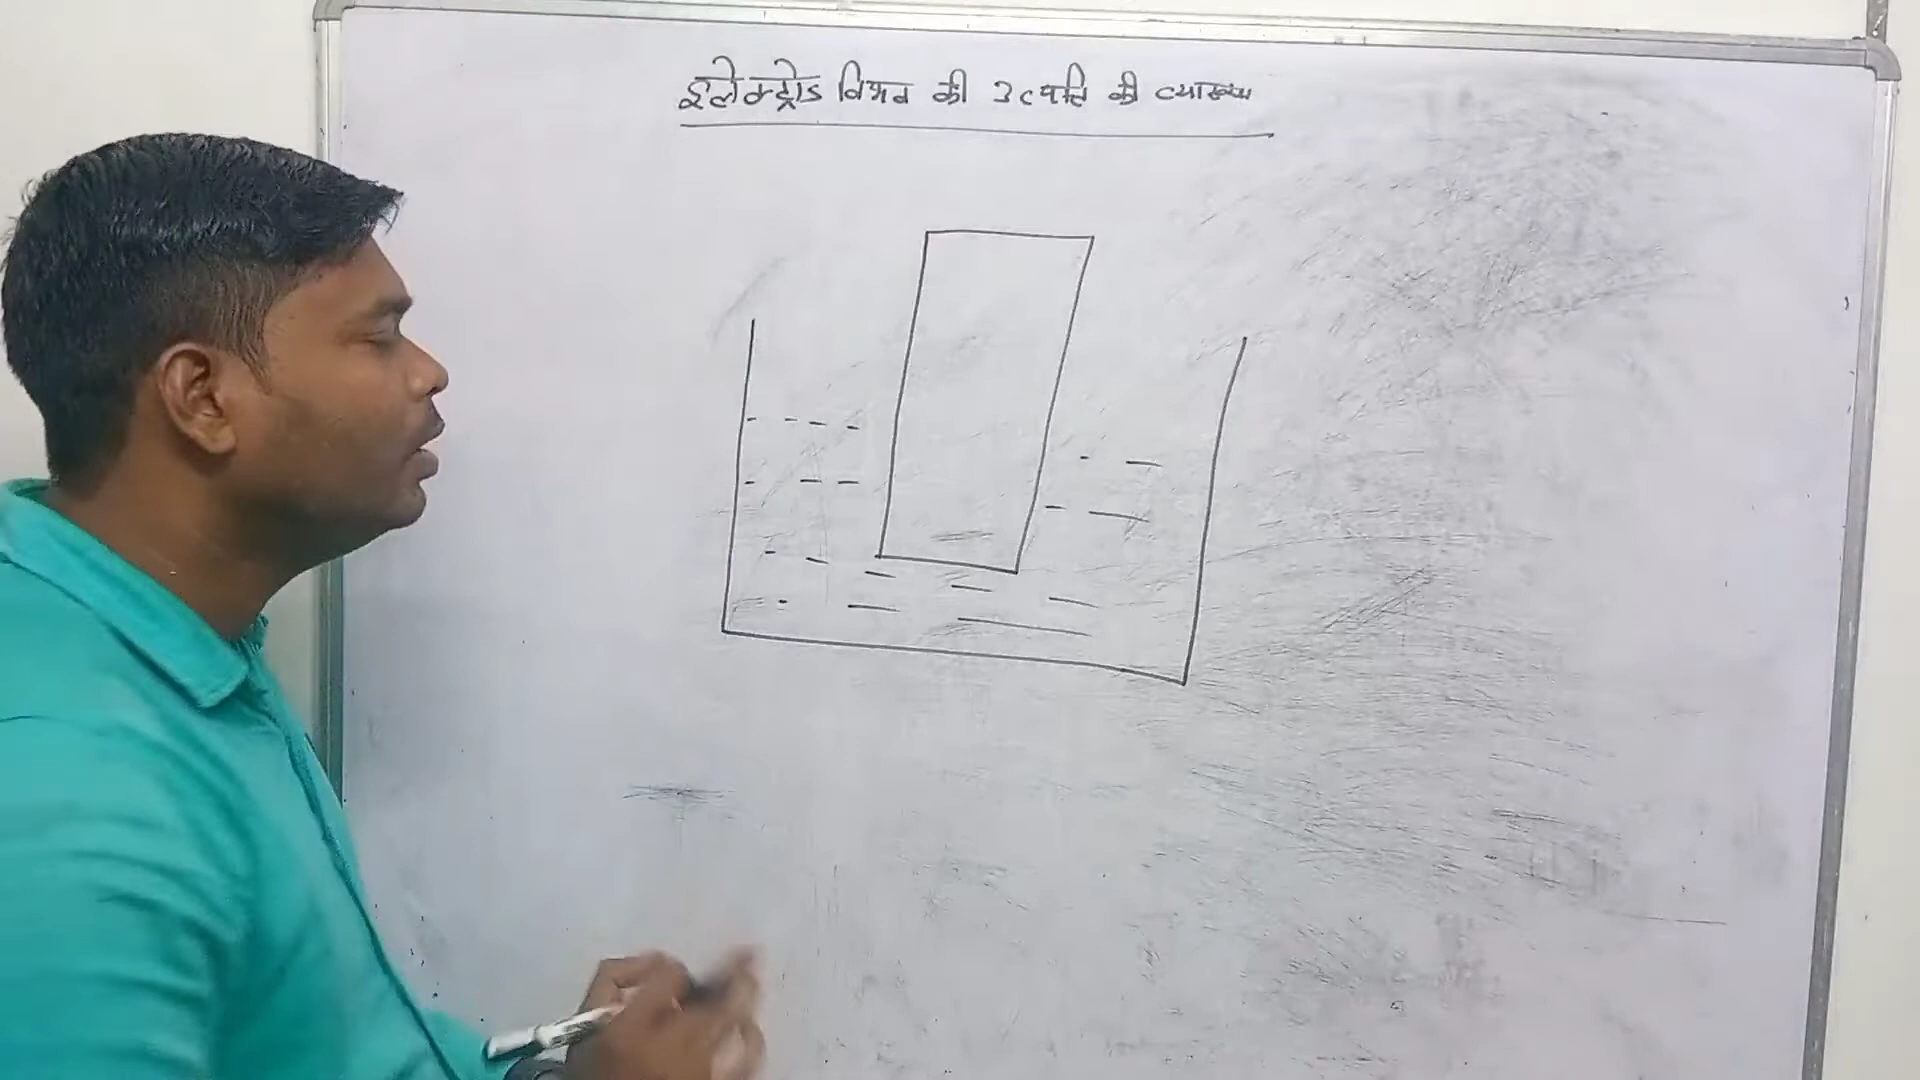 इलेक्ट्रोड विभव की उत्पत्ति की व्याख्या